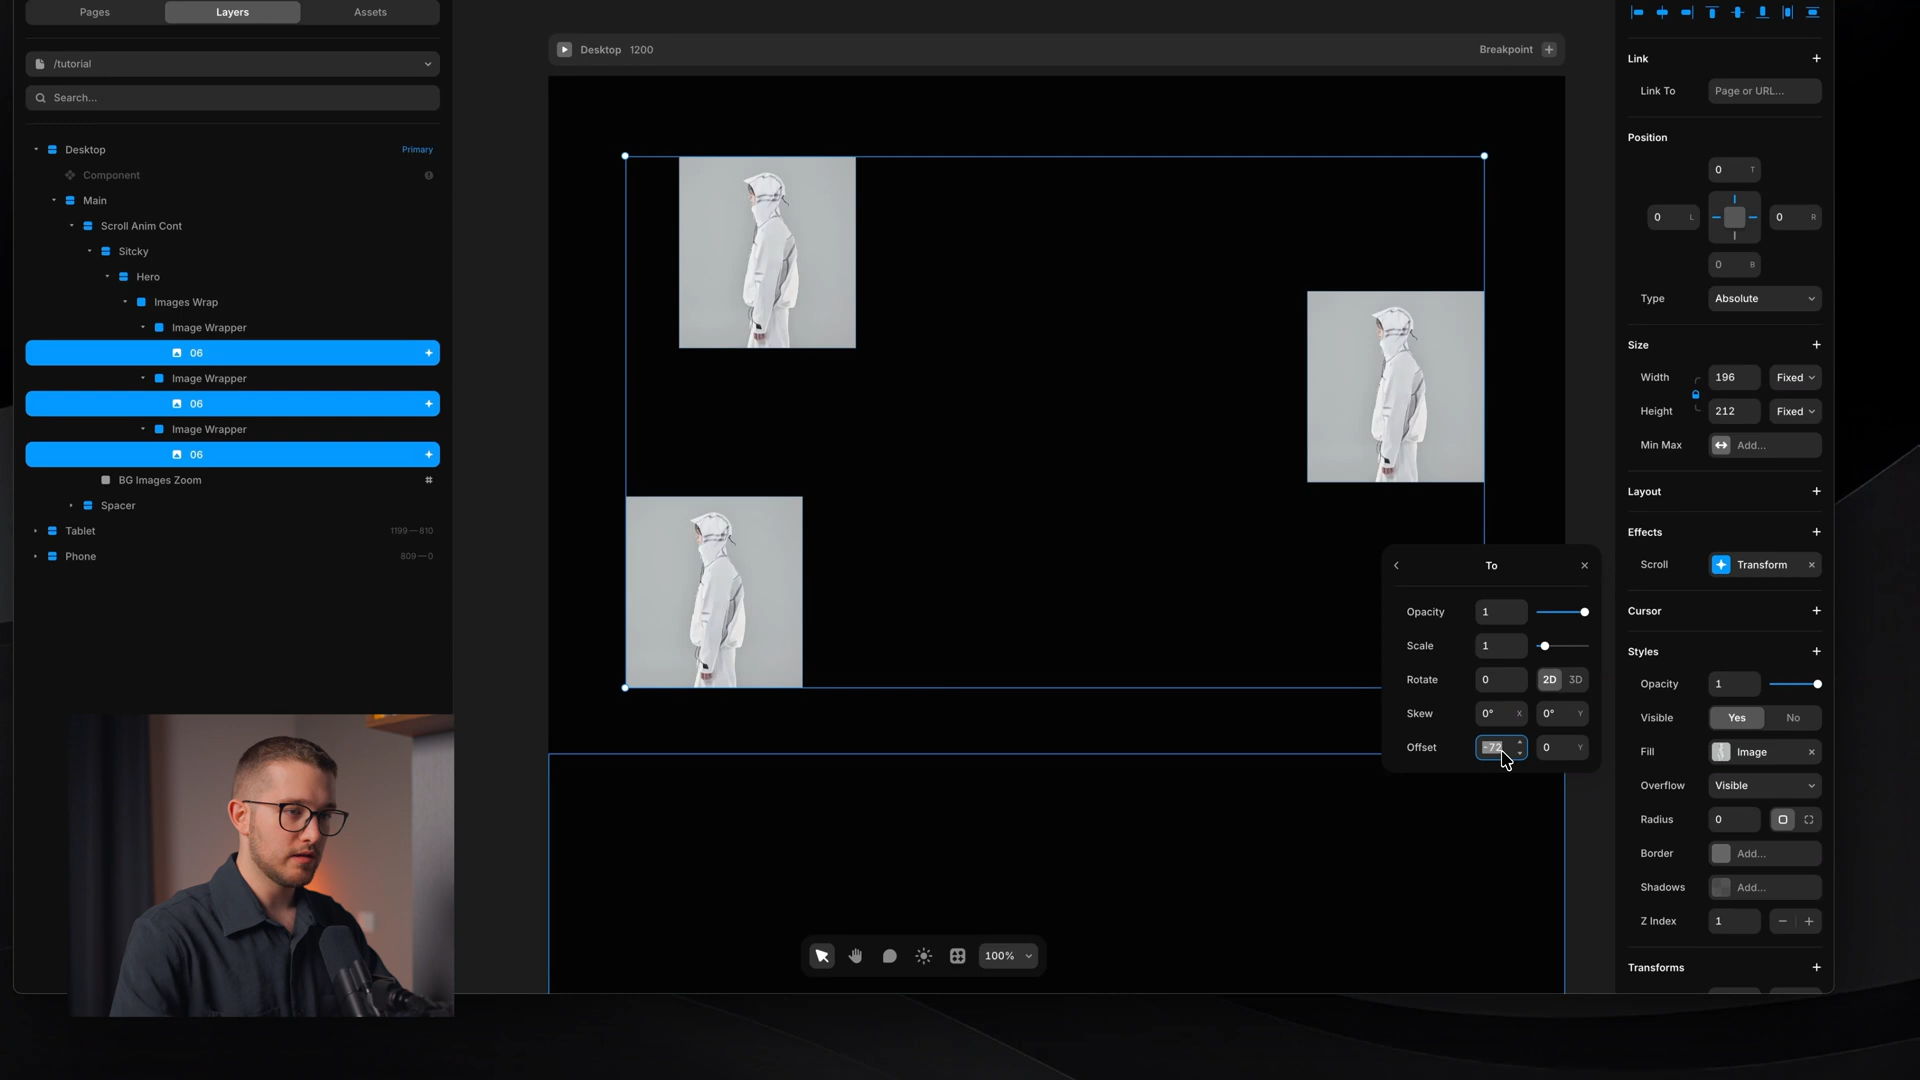 Pages Layers Assets
/tutorial
Search...
Desktop Primary
Component
Main
Scroll Anim Cont
Sitcky
Hero
Images Wrap
Image Wrapper
06
Image Wrapper
06
Image Wrapper
06
BG Images Zoom
Spacer
Tablet 1199—810
Phone 809—0
Desktop 1200
Breakpoint
100%
To
Opacity 1
Scale 1
Rotate 0 2D 3D
Skew 0° X 0° Y
Offset -72 0 Y
Link
Link To Page or URL...
Position
0 T
0 L 0 R
0 B
Type Absolute
Size
Width 196 Fixed
Height 212 Fixed
Min Max Add...
Layout
Effects
Scroll Transform
Cursor
Styles
Opacity 1
Visible Yes No
Fill Image
Overflow Visible
Radius 0
Border Add...
Shadows Add...
Z Index 1
Transforms